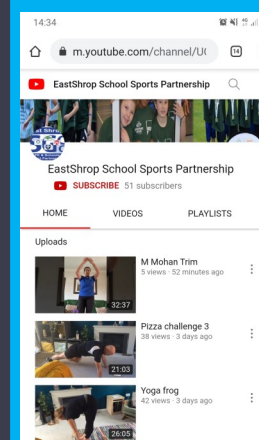 14:34
m.youtube.com/channel/U(
14
EastShrop School Sports Partnership
EastShrop School Sports Partnership
SUBSCRIBE 51 subscribers
HOME VIDEOS PLAYLISTS
Uploads
M Mohan Trim
5 views · 52 minutes ago
32:37
Pizza challenge 3
38 views · 3 days ago
21:03
Yoga frog
42 views · 3 days ago
26:05